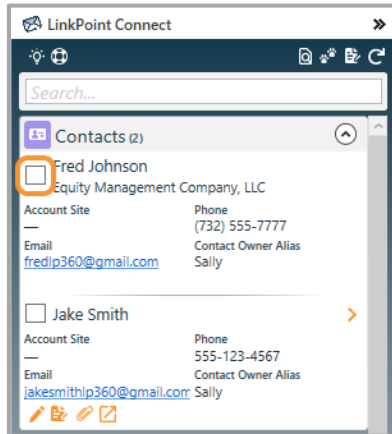 LinkPoint Connect
Search...
Contacts (2)
Fred Johnson
Equity Management Company, LLC
Account Site Phone
— (732) 555-7777
Email Contact Owner Alias
fredlp360@gmail.com Sally
Jake Smith
Account Site Phone
— 555-123-4567
Email Contact Owner Alias
jakesmithlp360@gmail.com Sally